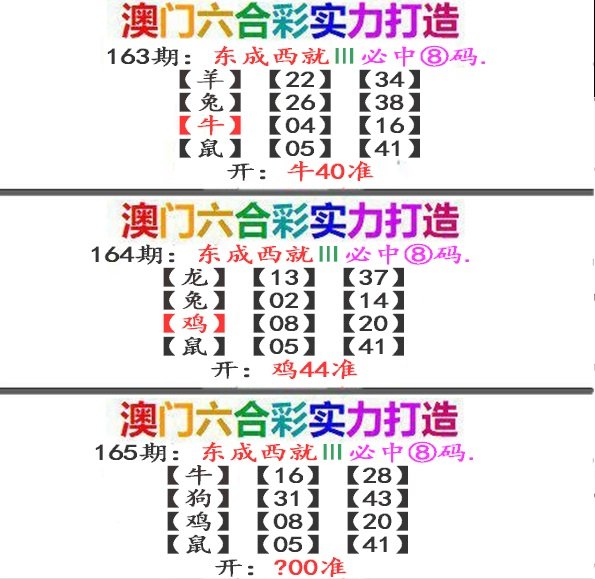 澳门六合彩实力打造
163期：东成西就III必中⑧码.
【羊】【22】【34】
【兔】【26】【38】
【牛】【04】【16】
【鼠】【05】【41】
开：牛40准
澳门六合彩实力打造
164期：东成西就III必中⑧码.
【龙】【13】【37】
【兔】【02】【14】
【鸡】【08】【20】
【鼠】【05】【41】
开：鸡44准
澳门六合彩实力打造
165期：东成西就III必中⑧码.
【牛】【16】【28】
【狗】【31】【43】
【鸡】【08】【20】
【鼠】【05】【41】
开：?00准